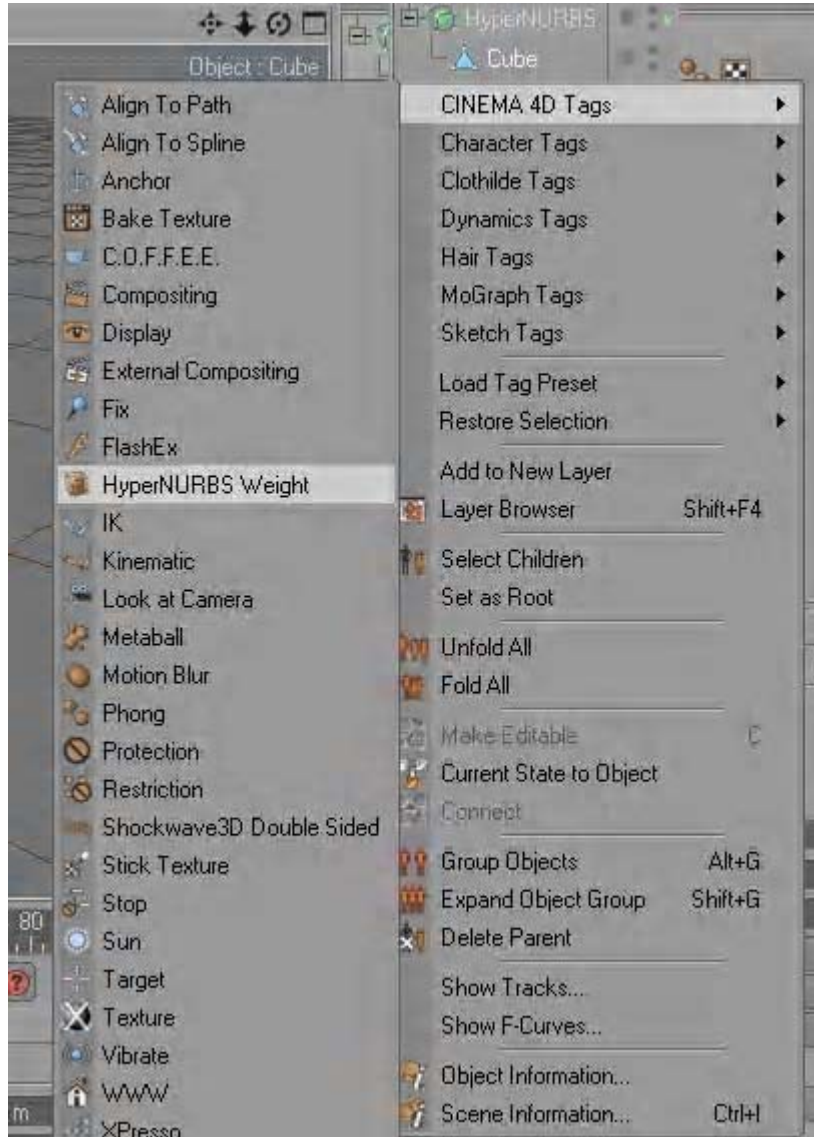 HyperNURBS
Cube
Object : Cube
Align To Path
Align To Spline
Anchor
Bake Texture
C.O.F.F.E.E.
Compositing
Display
External Compositing
Fix
FlashEx
HyperNURBS Weight
IK
Kinematic
Look at Camera
Metaball
Motion Blur
Phong
Protection
Restriction
Shockwave3D Double Sided
Stick Texture
Stop
Sun
Target
Texture
Vibrate
WWW
XPresso
CINEMA 4D Tags
Character Tags
Clothilde Tags
Dynamics Tags
Hair Tags
MoGraph Tags
Sketch Tags
Load Tag Preset
Restore Selection
Add to New Layer
Layer Browser Shift+F4
Select Children
Set as Root
Unfold All
Fold All
Make Editable C
Current State to Object
Connect
Group Objects Alt+G
Expand Object Group Shift+G
Delete Parent
Show Tracks...
Show F-Curves...
Object Information...
Scene Information... Ctrl+I
80
m